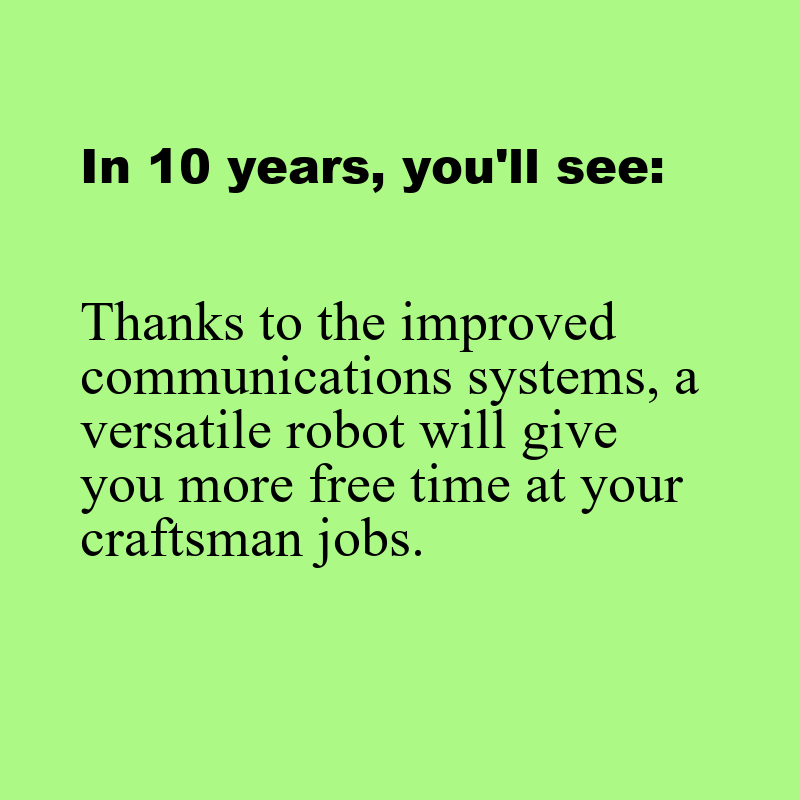 In 10 years, you'll see:
Thanks to the improved
communications systems, a
versatile robot will give
you more free time at your
craftsman jobs.